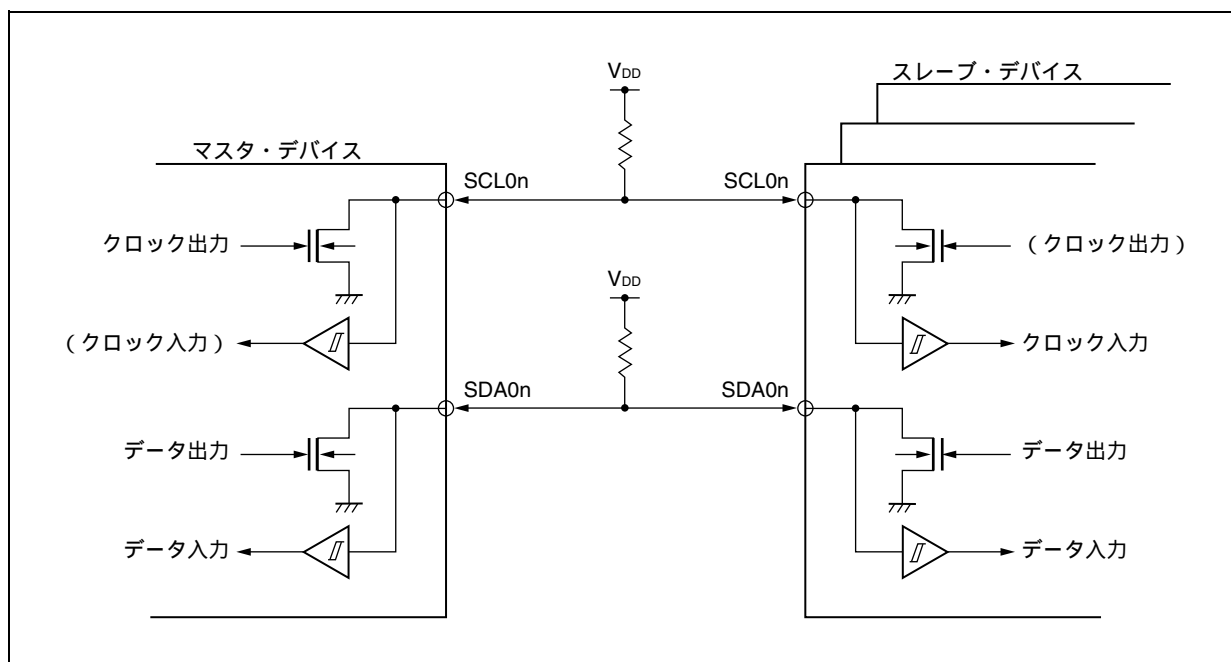 スレーブ・デバイス
VDD
マスタ・デバイス
SCL0n
SCL0n
クロック出力
(クロック出力)
VDD
(クロック入力)
クロック入力
SDA0n
SDA0n
データ出力
データ出力
データ入力
データ入力